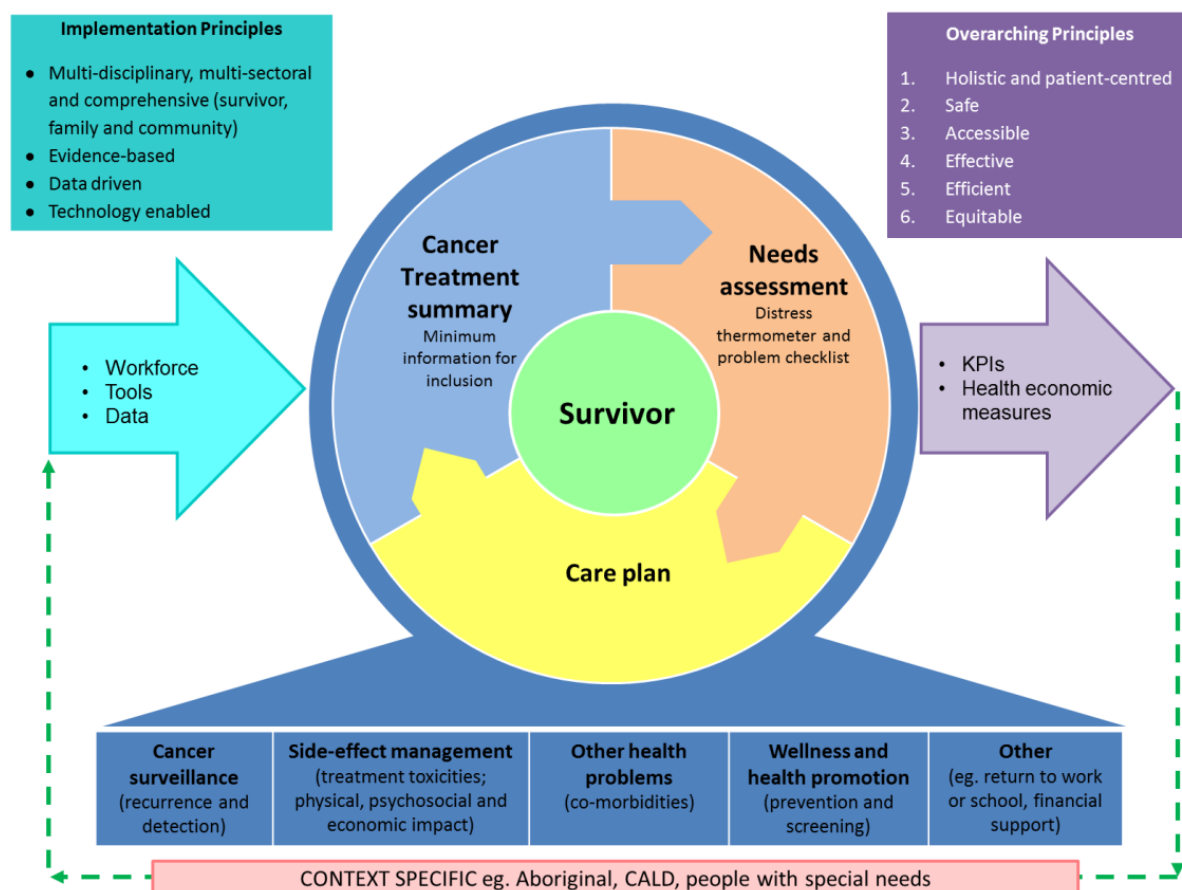 Implementation Principles
• Multi-disciplinary, multi-sectoral
and comprehensive (survivor,
family and community)
• Evidence-based
• Data driven
• Technology enabled
Overarching Principles
1. Holistic and patient-centred
2. Safe
3. Accessible
4. Effective
5. Efficient
6. Equitable
• Workforce
• Tools
• Data
Cancer
Treatment
summary
Minimum
information for
inclusion
Needs
assessment
Distress
thermometer and
problem checklist
Survivor
Care plan
• KPIs
• Health economic
measures
Cancer
surveillance
(recurrence and
detection)
Side-effect management
(treatment toxicities;
physical, psychosocial and
economic impact)
Other health
problems
(co-morbidities)
Wellness and
health promotion
(prevention and
screening)
Other
(eg. return to work
or school, financial
support)
CONTEXT SPECIFIC eg. Aboriginal, CALD, people with special needs